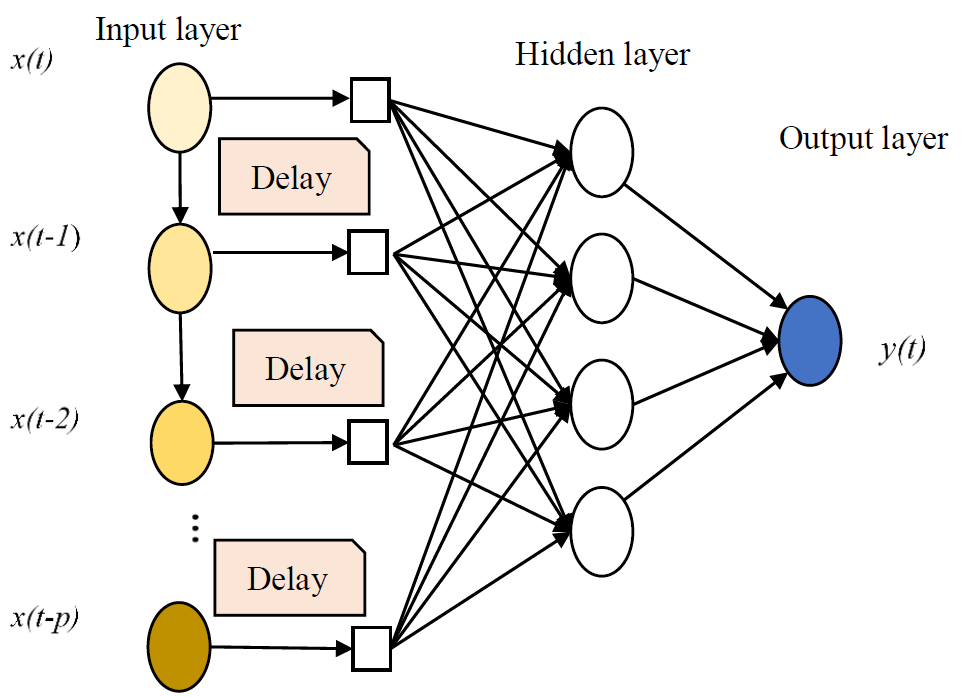 Input layer
x(t)
Hidden layer
Output layer
Delay
x(t-1)
Delay
y(t)
x(t-2)
...
Delay
x(t-p)